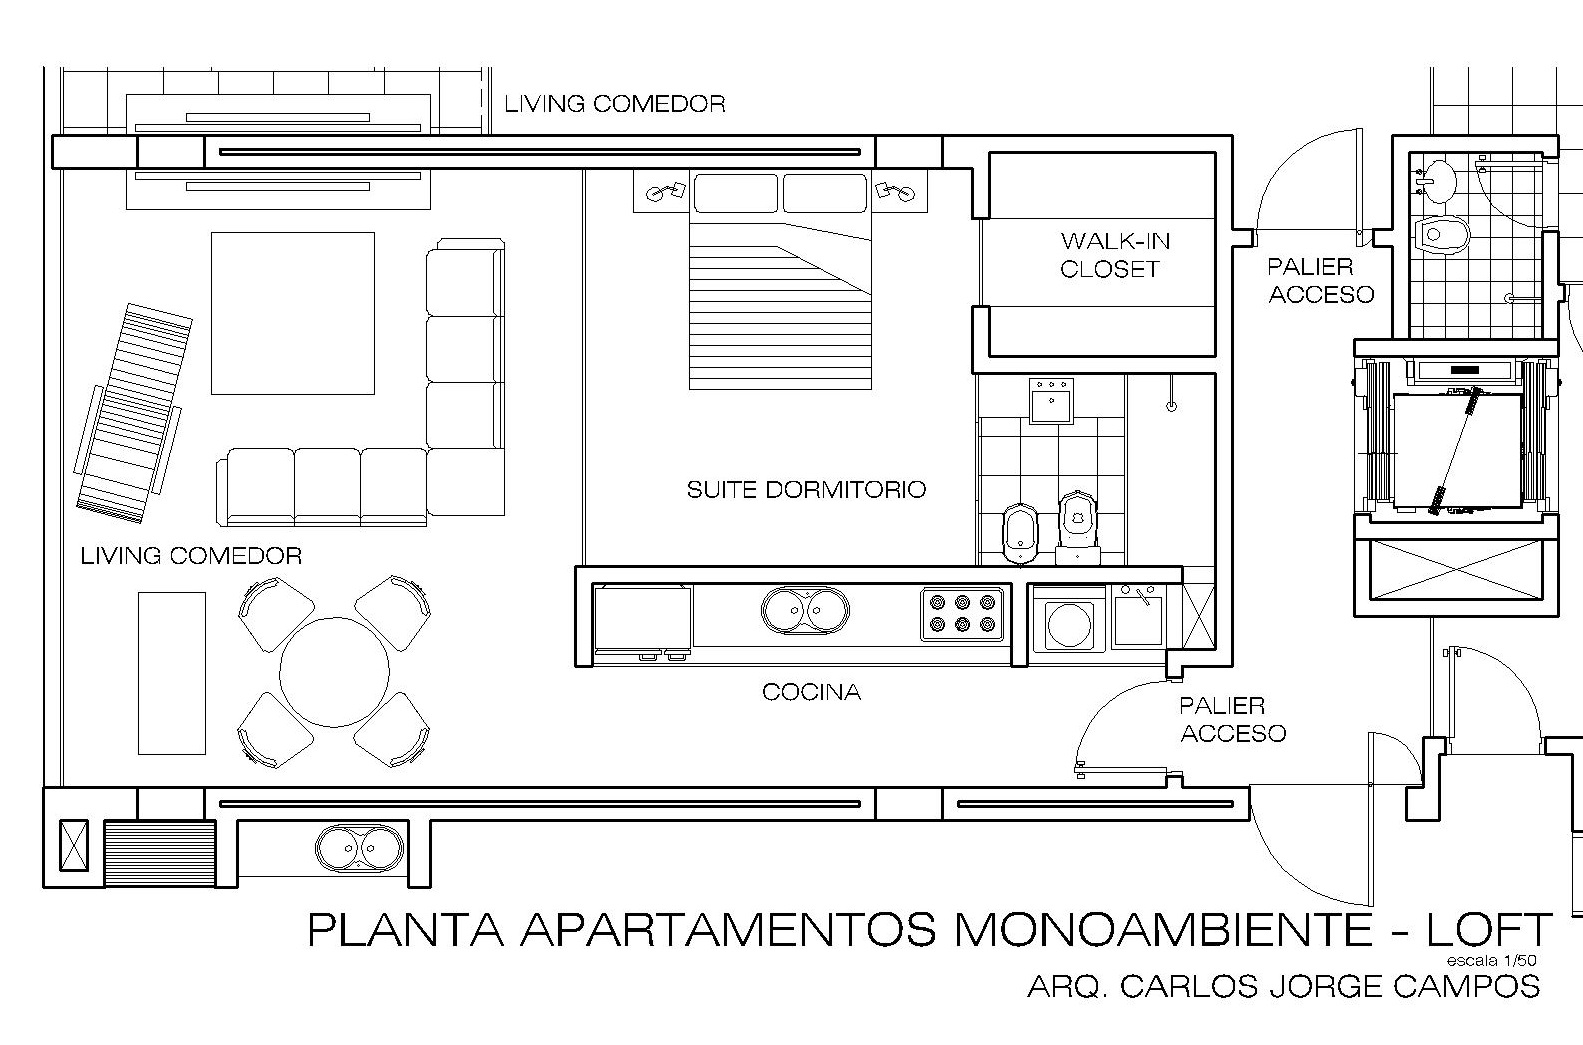 LIVING COMEDOR
WALK-IN
CLOSET
PALIER
ACCESO
SUITE DORMITORIO
LIVING COMEDOR
COCINA
PALIER
ACCESO
PLANTA APARTAMENTOS MONOAMBIENTE - LOFT
escala 1/50
ARQ. CARLOS JORGE CAMPOS